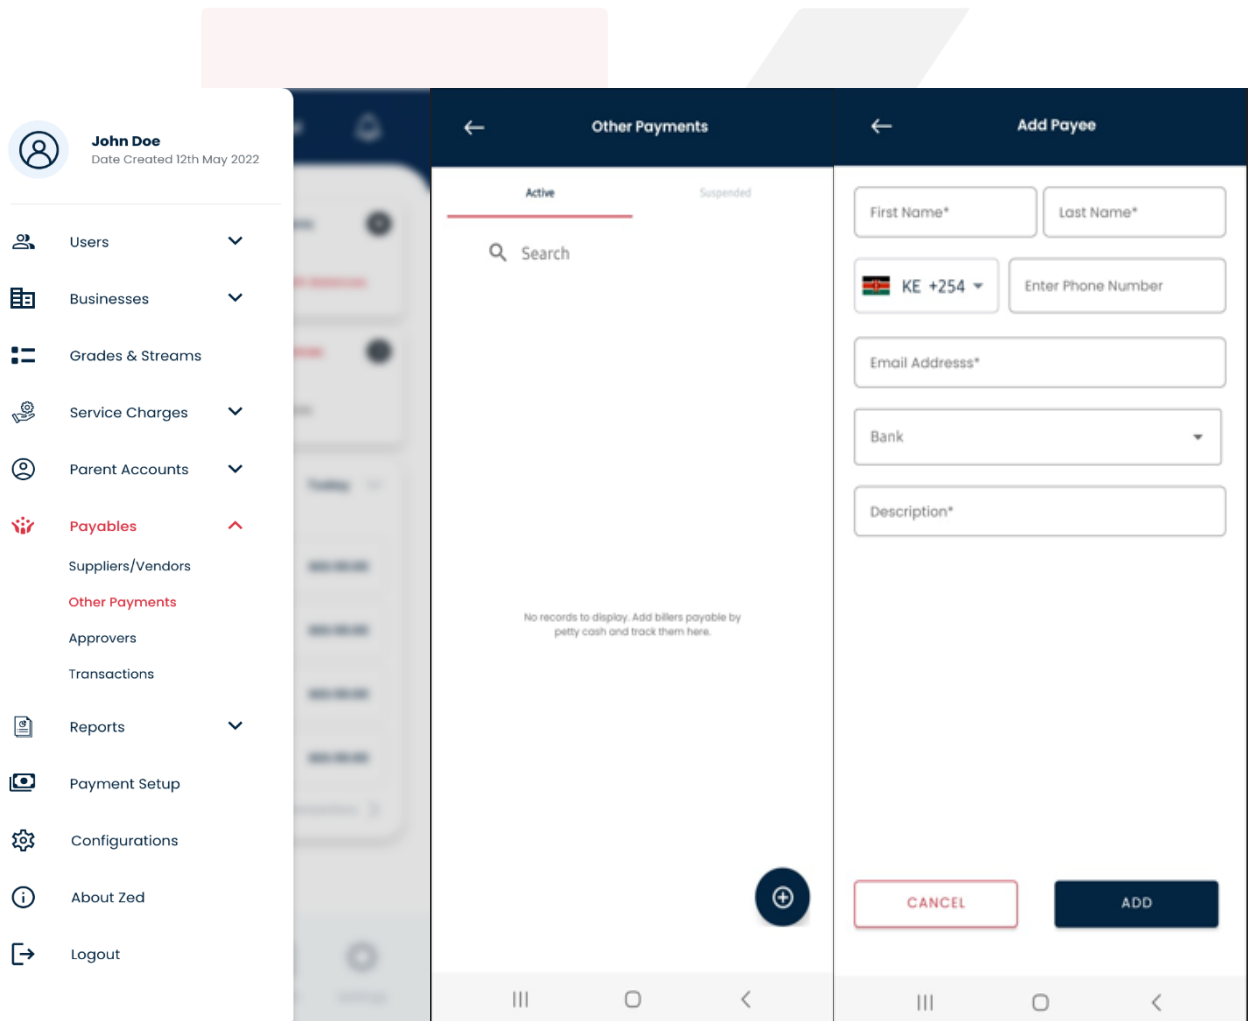 John Doe
Date Created 12th May 2022
Users
Businesses
Grades & Streams
Service Charges
Parent Accounts
Payables
Suppliers/Vendors
Other Payments
Approvers
Transactions
Reports
Payment Setup
Configurations
About Zed
Logout
Today
Other Payments
Active
Suspended
Search
No records to display. Add billers payable by
petty cash and track them here.
Add Payee
First Name*
Last Name*
KE +254
Enter Phone Number
Email Addresss*
Bank
Description*
CANCEL
ADD